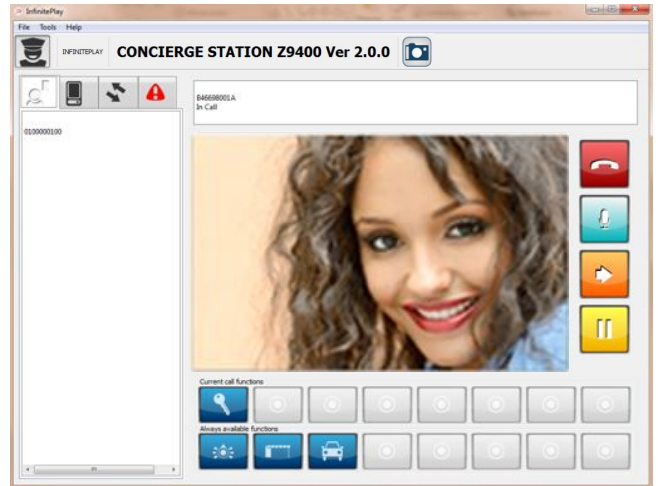 InfinitePlay
File Tools Help
INFINITEPLAY
CONCIERGE STATION Z9400 Ver 2.0.0
B46698001A
In Call
0100000100
Current call functions
Always available functions